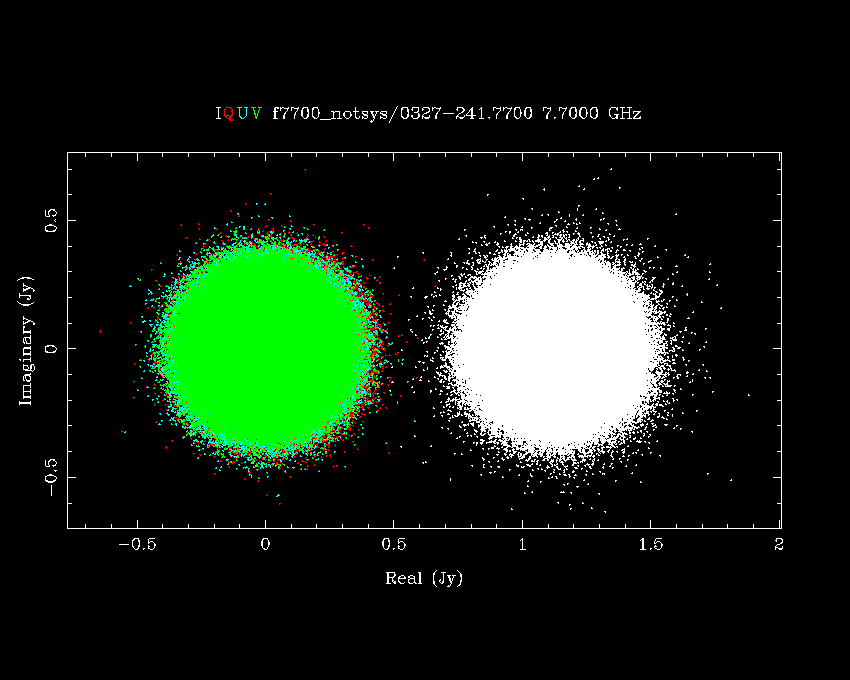 IQUV f7700_notsys/0327-241.7700 7.7000 GHz
0.5
0
-0.5
Imaginary (Jy)
-0.5 0 0.5 1 1.5 2
Real (Jy)